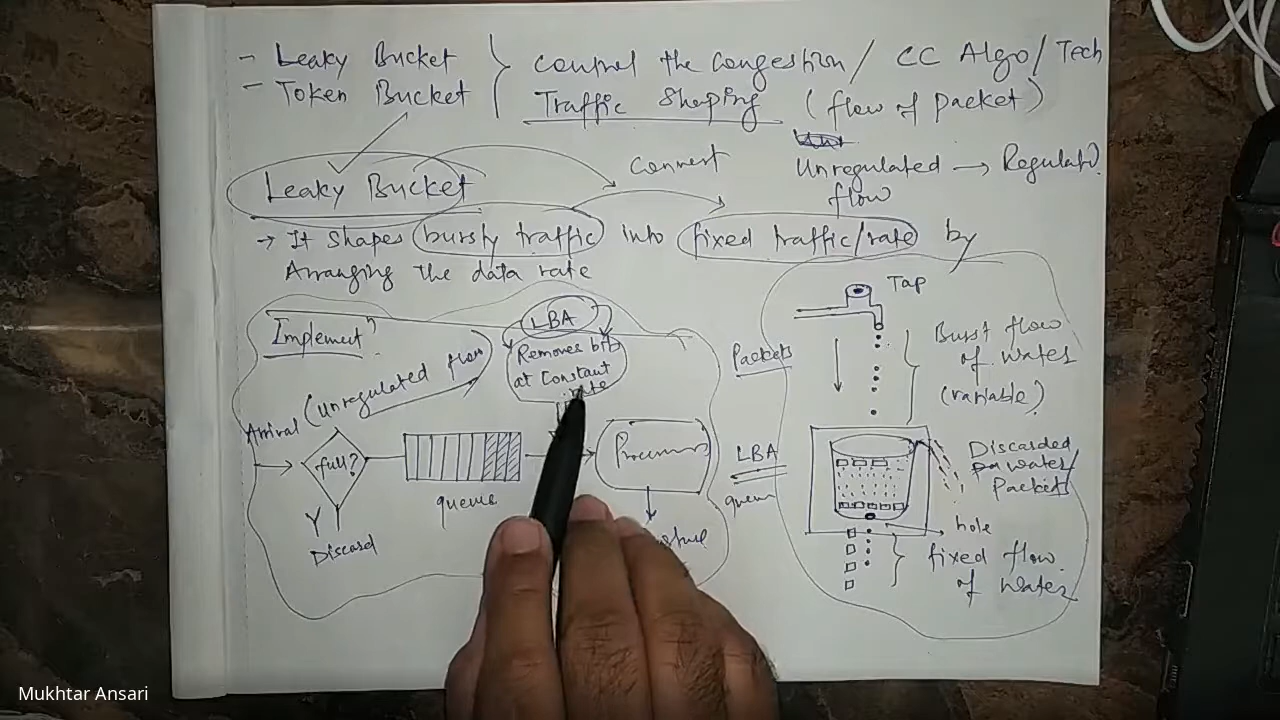 - Leaky Bucket
- Token Bucket
control the congestion / CC Algo / Tech
Traffic Shaping (flow of packet)
Leaky Bucket
convert
Unregulated → Regulated
flow
→ It shapes bursty traffic into fixed traffic/rate by
Arranging the data rate
Implementⁿ
LBA
Removes bits
at Constant
rate
Arrival (Unregulated flow)
full?
Y
Discard
queue
Processor
Packets
LBA
queue
Tap
Burst flow
of water
(variable)
Discarded
water/
Packets
hole
fixed flow
of water
Mukhtar Ansari